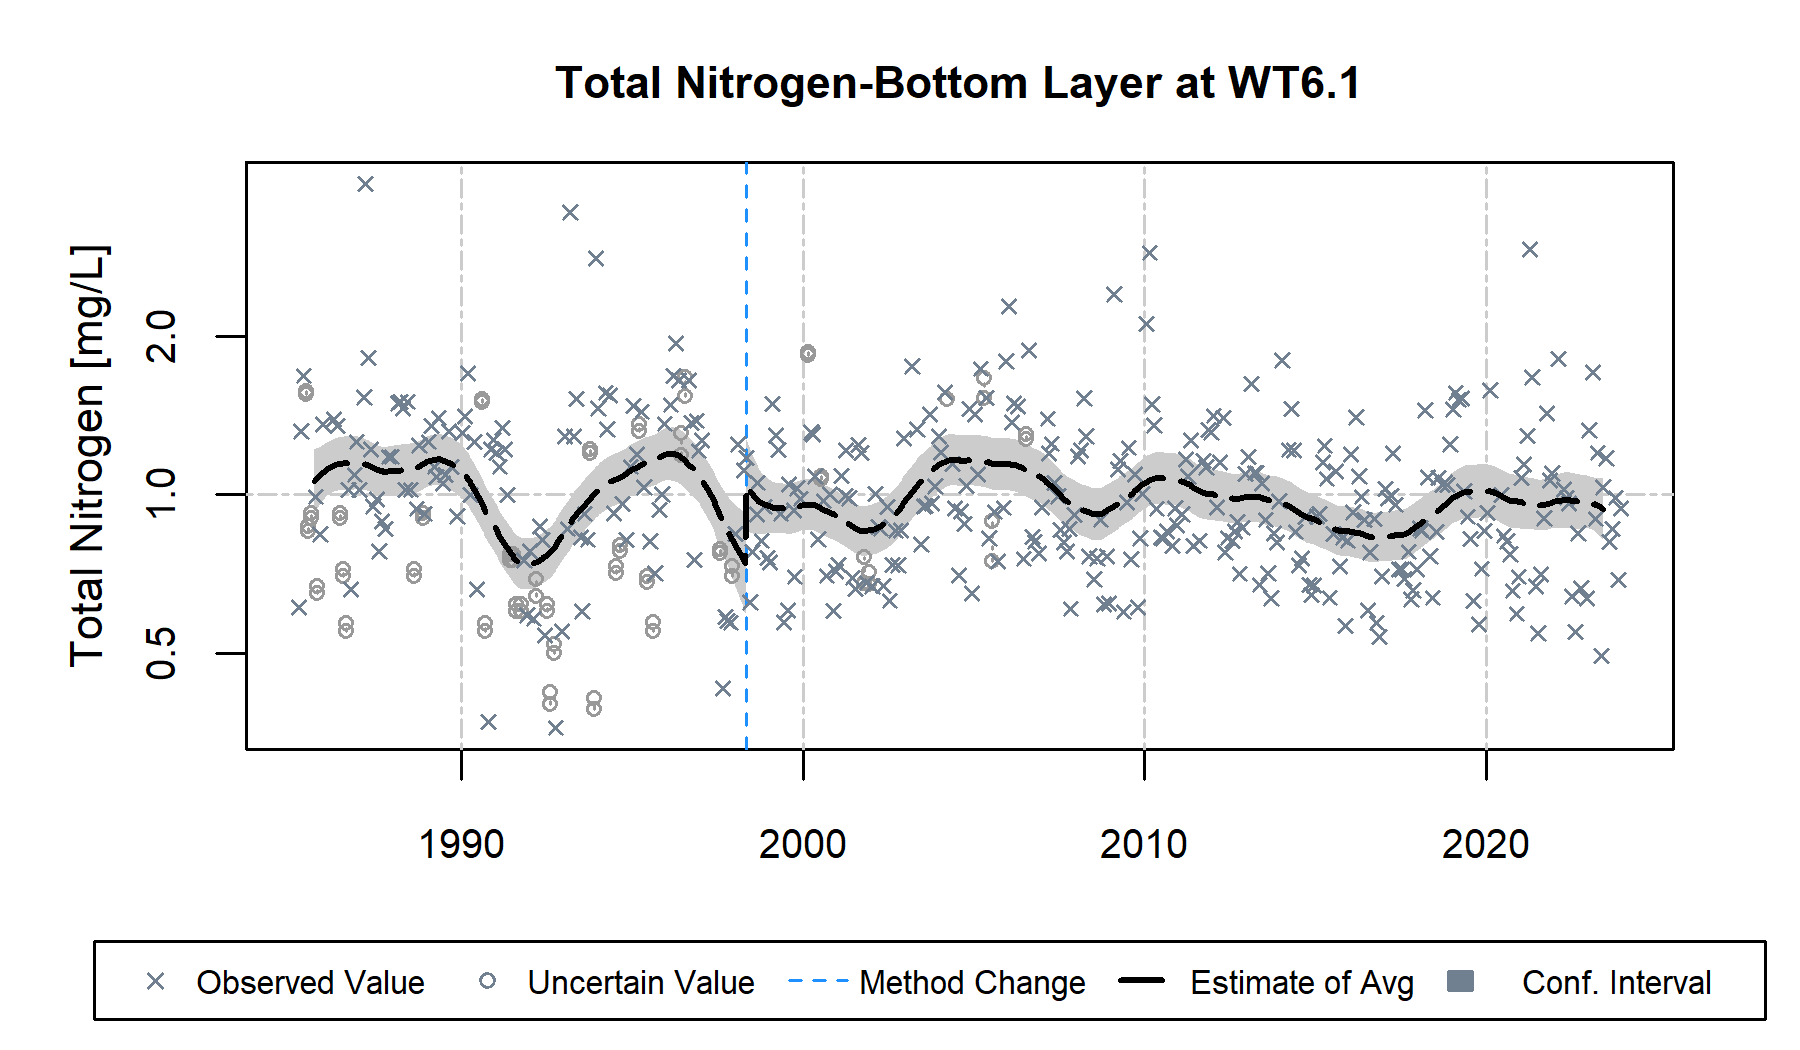 Total Nitrogen-Bottom Layer at WT6.1
Total Nitrogen [mg/L]
2.0
1.0
0.5
1990 2000 2010 2020
Observed Value Uncertain Value Method Change Estimate of Avg Conf. Interval